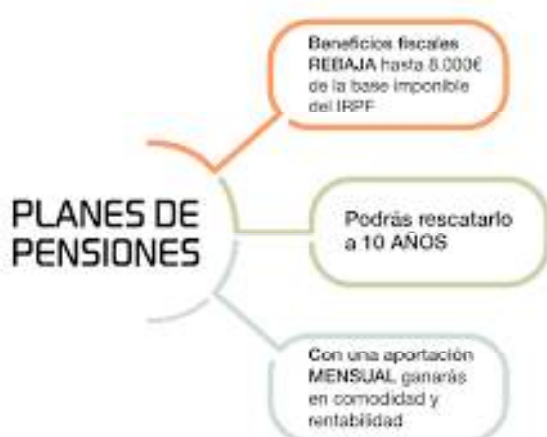 Beneficios fiscales
REBAJA hasta 8.000€
de la base imponible
del IRPF
PLANES DE
PENSIONES
Podrás rescatarlo
a 10 AÑOS
Con una aportación
MENSUAL ganarás
en comodidad y
rentabilidad